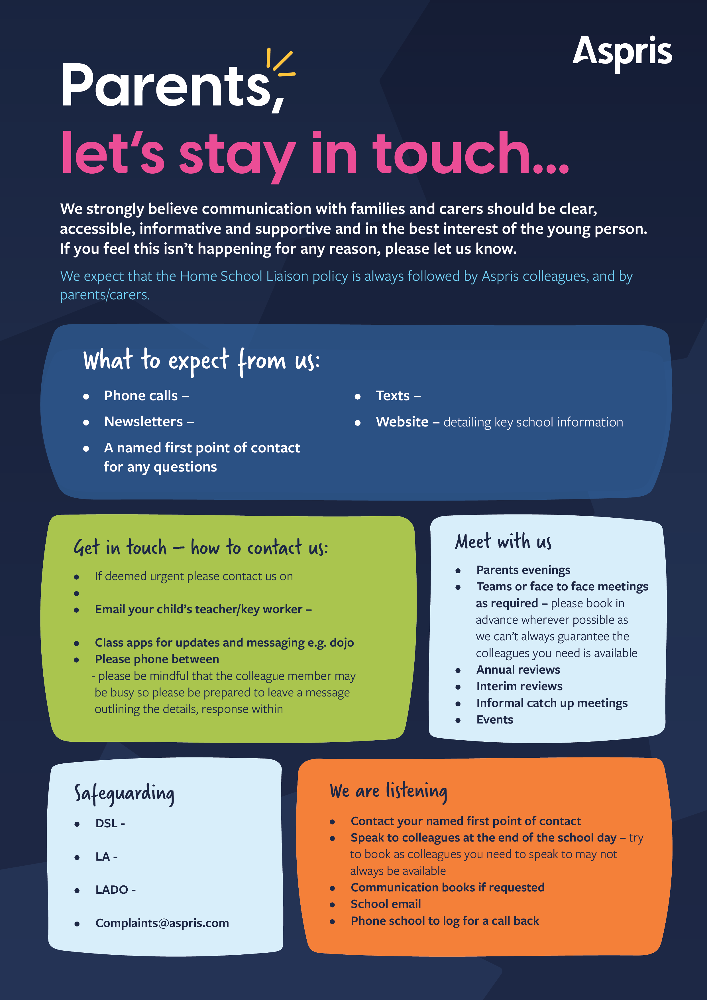 Aspris
Parents,
let‘s stay in touch...
We strongly believe communication with families and carers should be clear,
accessible, informative and supportive and in the best interest of the young person.
If you feel this isn’t happening for any reason, please let us know.
We expect that the Home School Liaison policy is always followed by Aspris colleagues, and by
parents/carers.
What to expect from us:
• Phone calls –
• Newsletters –
• A named first point of contact
for any questions
• Texts –
• Website – detailing key school information
Get in touch – how to contact us:
• If deemed urgent please contact us on
•
• Email your child’s teacher/key worker –
• Class apps for updates and messaging e.g. dojo
• Please phone between
- please be mindful that the colleague member may
be busy so please be prepared to leave a message
outlining the details, response within
Meet with us
• Parents evenings
• Teams or face to face meetings
as required – please book in
advance wherever possible as
we can’t always guarantee the
colleagues you need is available
• Annual reviews
• Interim reviews
• Informal catch up meetings
• Events
Safeguarding
• DSL -
• LA -
• LADO -
• Complaints@aspris.com
We are listening
• Contact your named first point of contact
• Speak to colleagues at the end of the school day – try
to book as colleagues you need to speak to may not
always be available
• Communication books if requested
• School email
• Phone school to log for a call back